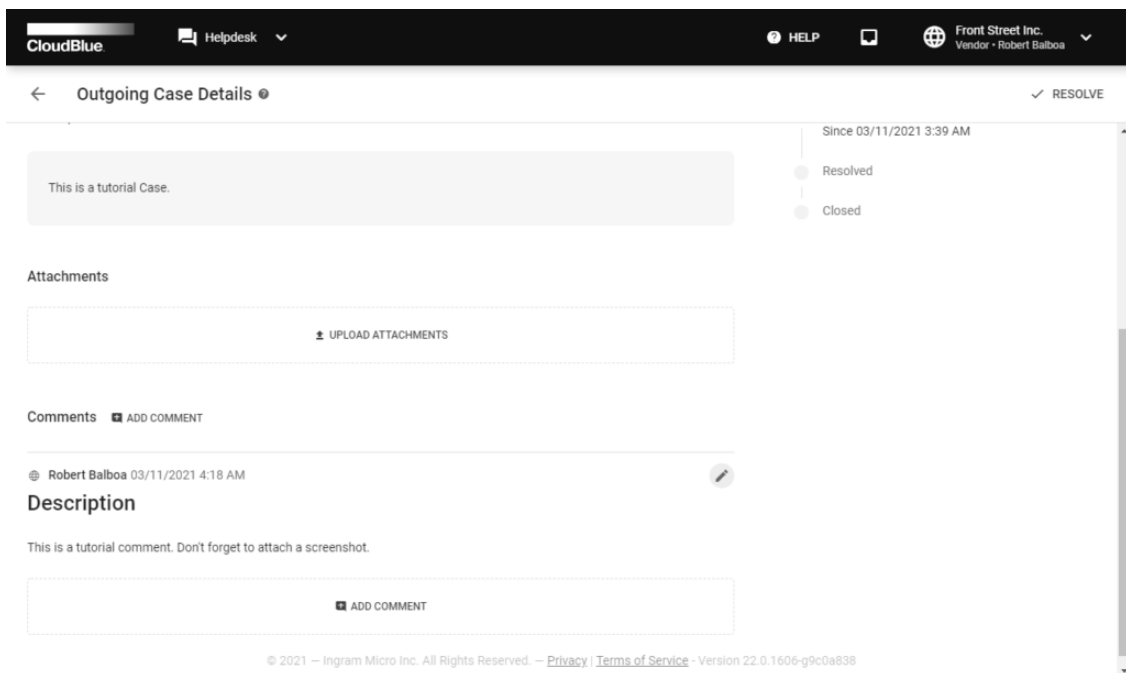 CloudBlue
Helpdesk
HELP
Front Street Inc.
Vendor • Robert Balboa
Outgoing Case Details
RESOLVE
Since 03/11/2021 3:39 AM
Resolved
Closed
This is a tutorial Case.
Attachments
UPLOAD ATTACHMENTS
Comments ADD COMMENT
Robert Balboa 03/11/2021 4:18 AM
Description
This is a tutorial comment. Don't forget to attach a screenshot.
ADD COMMENT
© 2021 — Ingram Micro Inc. All Rights Reserved. — Privacy | Terms of Service - Version 22.0.1606-g9c0a838